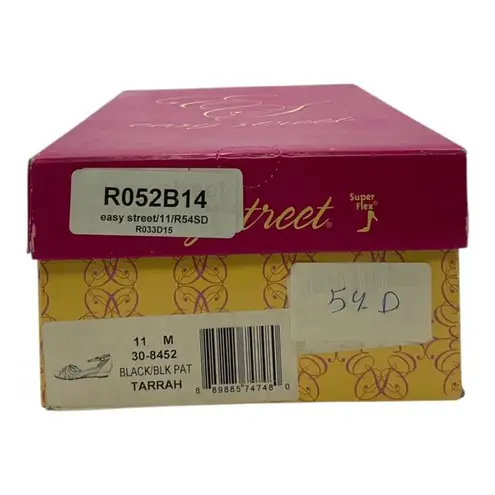 easy street
R052B14
easy street/11/R54SD
R033D15
street®
Super
Flex
54 D
11 M
30-8452
BLACK/BLK PAT
TARRAH
8 89885 74748 0